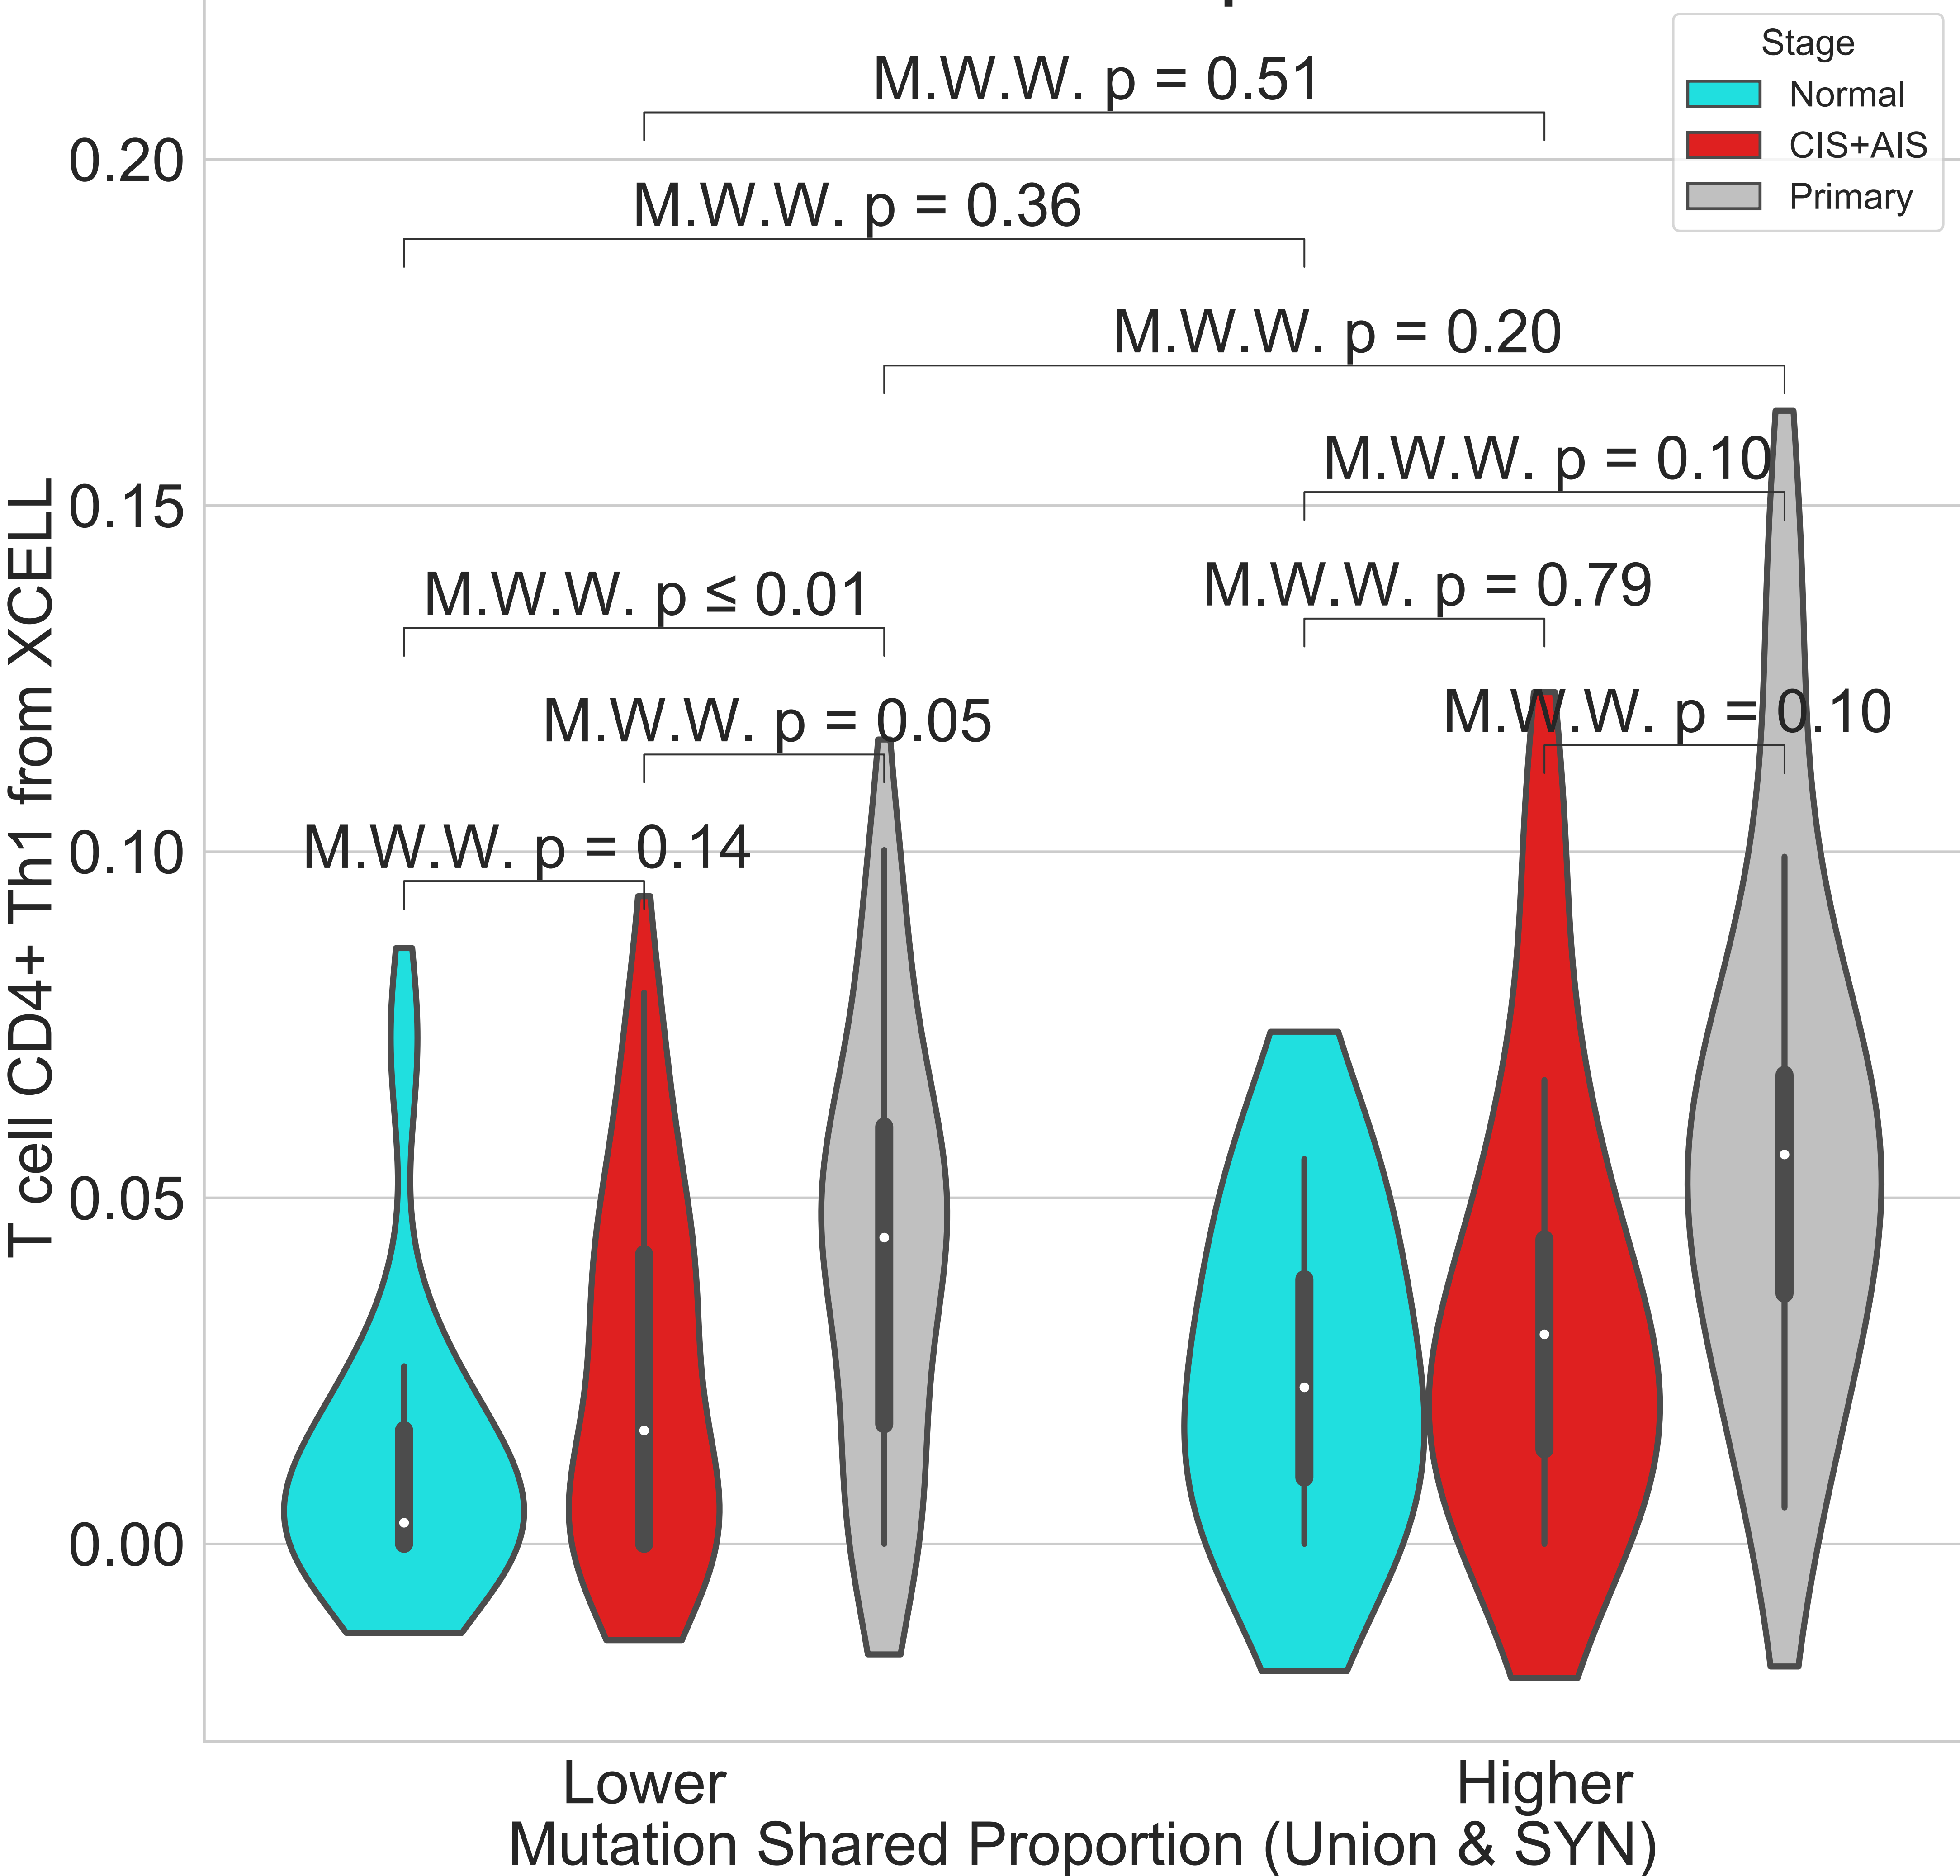 M.W.W. p = 0.51
Stage
Normal
CIS+AIS
Primary
0.20
M.W.W. p = 0.36
M.W.W. p = 0.20
M.W.W. p = 0.10
0.15
M.W.W. p ≤ 0.01
M.W.W. p = 0.79
M.W.W. p = 0.05
M.W.W. p = 0.10
M.W.W. p = 0.14
0.10
0.05
0.00
T cell CD4+ Th1 from XCELL
Lower
Higher
Mutation Shared Proportion (Union & SYN)